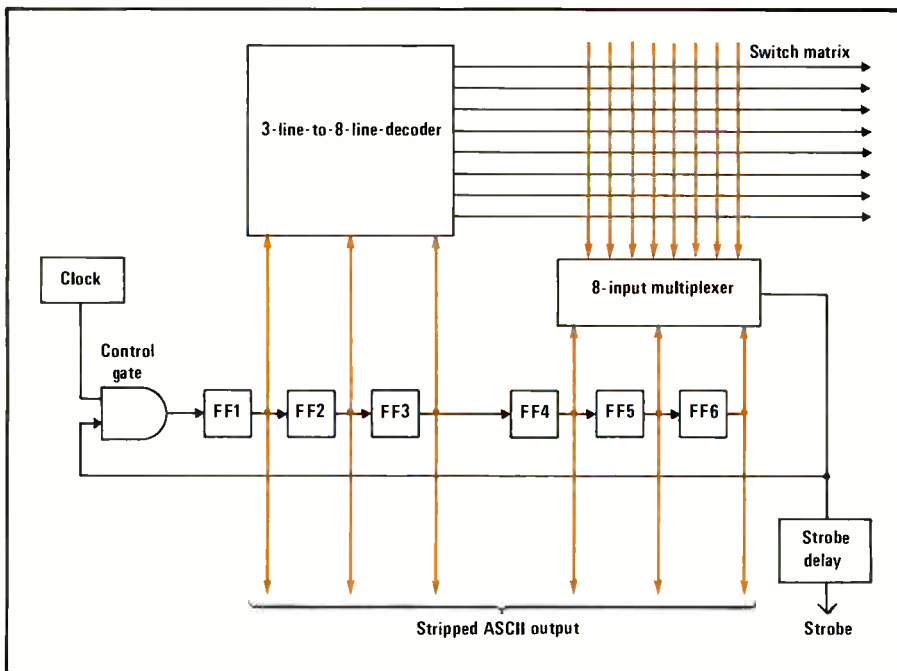 Switch matrix
3-line-to-8-line-decoder
Clock
8-input multiplexer
Control
gate
FF1
FF2
FF3
FF4
FF5
FF6
Strobe
delay
Stripped ASCII output
Strobe